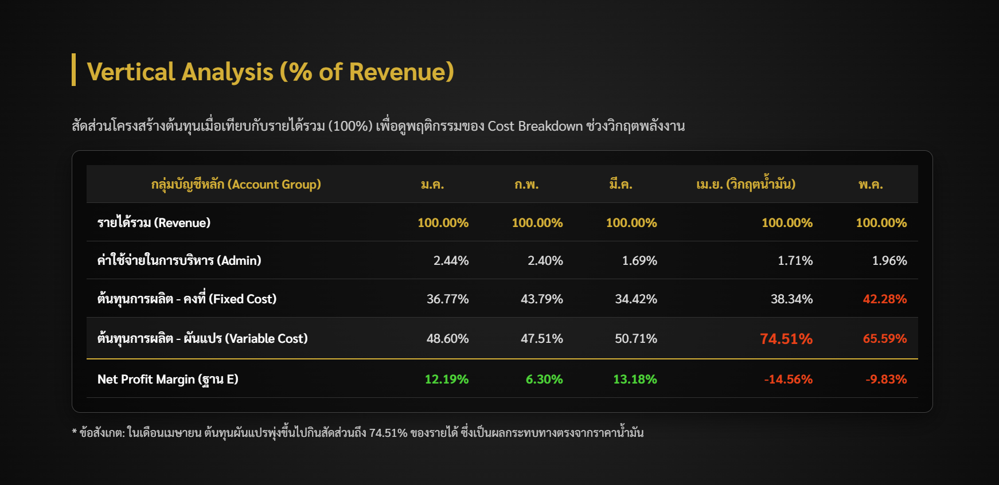 Vertical Analysis (% of Revenue)
สัดส่วนโครงสร้างต้นทุนเมื่อเทียบกับรายได้รวม (100%) เพื่อดูพฤติกรรมของ Cost Breakdown ช่วงวิกฤตพลังงาน
กลุ่มบัญชีหลัก (Account Group) ม.ค. ก.พ. มี.ค. เม.ย. (วิกฤตน้ำมัน) พ.ค.
รายได้รวม (Revenue) 100.00% 100.00% 100.00% 100.00% 100.00%
ค่าใช้จ่ายในการบริหาร (Admin) 2.44% 2.40% 1.69% 1.71% 1.96%
ต้นทุนการผลิต - คงที่ (Fixed Cost) 36.77% 43.79% 34.42% 38.34% 42.28%
ต้นทุนการผลิต - ผันแปร (Variable Cost) 48.60% 47.51% 50.71% 74.51% 65.59%
Net Profit Margin (ฐาน E) 12.19% 6.30% 13.18% -14.56% -9.83%
* ข้อสังเกต: ในเดือนเมษายน ต้นทุนผันแปรพุ่งขึ้นไปกินสัดส่วนถึง 74.51% ของรายได้ ซึ่งเป็นผลกระทบทางตรงจากราคาน้ำมัน